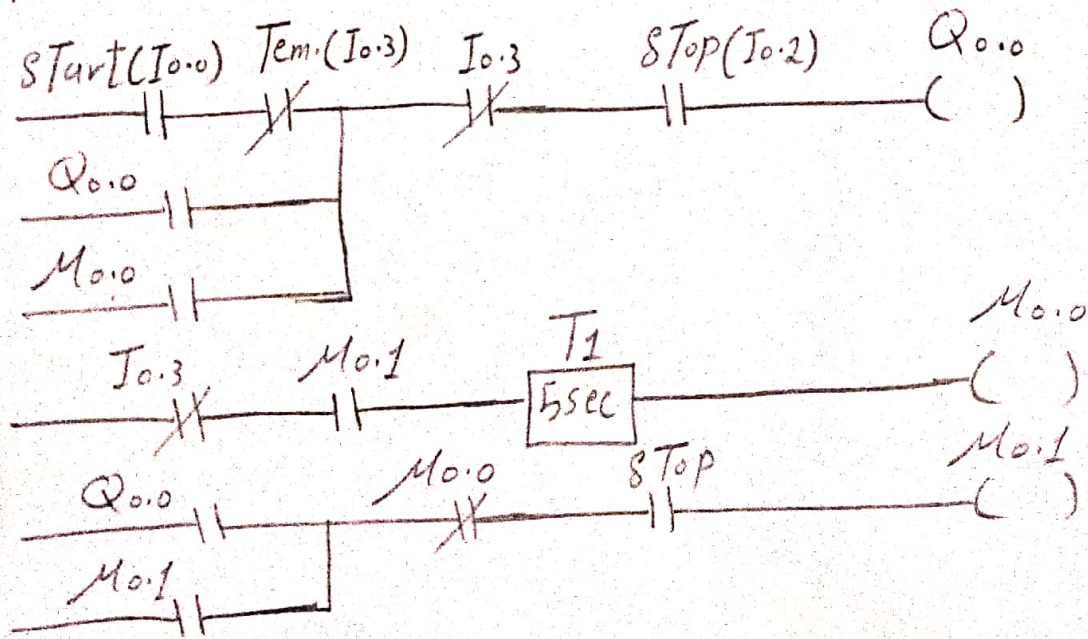 START(I0.0) Tem.(I0.3) I0.3 STOP(I0.2) Q0.0
Q0.0
M0.0
I0.3 M0.1 T1 M0.0
5sec
Q0.0 M0.0 STOP M0.1
M0.1